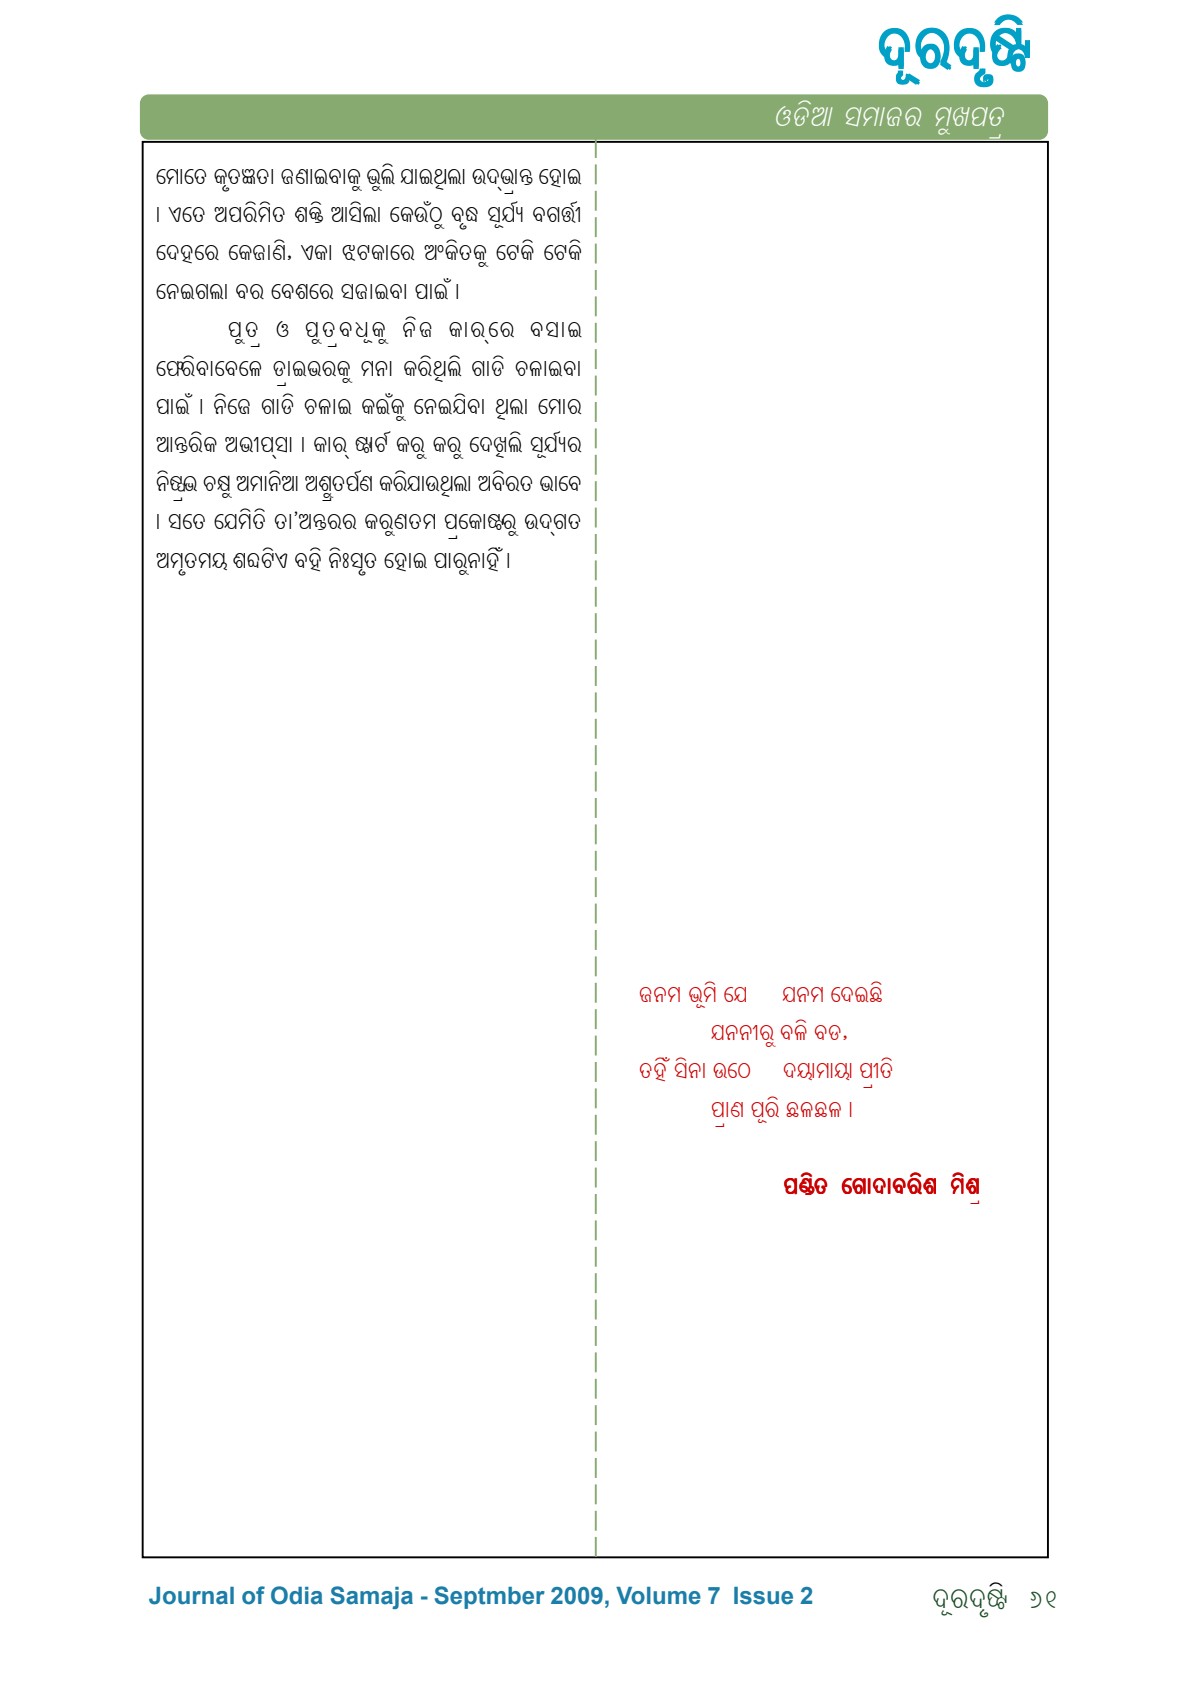 ଦୂରଦୃଷ୍ଟି
ଓଡିଆ ସମାଜର ମୁଖପତ୍ର
ମୋତେ କୃତଜ୍ଞତା ଜଣାଇବାକୁ ଭୁଲି ଯାଇଥିଲା ଉଦ୍‌ଭ୍ରାନ୍ତ ହୋଇ
। ଏତେ ଅପରିମିତ ଶକ୍ତି ଆସିଲା କେଉଁଠୁ ବୃଦ୍ଧ ସୂର୍ଯ୍ୟ ବଶର୍ତ୍ତୀ
ଦେହରେ କେଜାଣି, ଏକା ଝଟକାରେ ଅଂକିତକୁ ଟେକି ଟେକି
ନେଇଗଲା ବର ବେଶରେ ସଜାଇବା ପାଇଁ ।
ପୁତ୍ର ଓ ପୁତ୍ରବଧୂକୁ ନିଜ କାର୍‌ରେ ବସାଇ
ଫେରିବାବେଳେ ଡ୍ରାଇଭରକୁ ମନା କରିଥିଲି ଗାଡି ଚଳାଇବା
ପାଇଁ । ନିଜେ ଗାଡି ଚଳାଇ କଇଁକୁ ନେଇଯିବା ଥିଲା ମୋର
ଆନ୍ତରିକ ଅଭୀପ୍‌ସା । କାର୍ ଷ୍ଟାର୍ଟ କରୁ କରୁ ଦେଖିଲି ସୂର୍ଯ୍ୟର
ନିଷ୍ପ୍ରଭ ଚକ୍ଷୁ ଅମାନିଆ ଅଶ୍ରୁତର୍ପଣ କରିଯାଉଥିଲା ଅବିରତ ଭାବେ
। ସତେ ଯେମିତି ତା'ଅନ୍ତରର କରୁଣତମ ପ୍ରକୋଷ୍ଟରୁ ଉଦ୍‌ଗତ
ଅମୃତମୟ ଶବ୍ଦଟିଏ ବହି ନିଃସୃତ ହୋଇ ପାରୁନାହିଁ ।
ଜନମ ଭୂମି ଯେ ଯନମ ଦେଇଛି
ଯନନୀରୁ ବଳି ବଡ,
ତହିଁ ସିନା ଉଠେ ଦୟାମାୟା ପ୍ରୀତି
ପ୍ରାଣ ପୂରି ଛଳଛଳ ।
ପଣ୍ଡିତ ଗୋଦାବରିଶ ମିଶ୍ର
Journal of Odia Samaja - Septmber 2009, Volume 7 Issue 2
ଦୂରଦୃଷ୍ଟି ୬୧